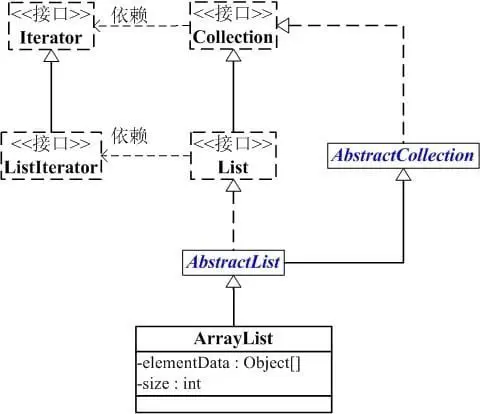 <<接口>>
Iterator
依赖
<<接口>>
Collection
<<接口>>
ListIterator
依赖
<<接口>>
List
AbstractCollection
AbstractList
ArrayList
-elementData : Object[]
-size : int